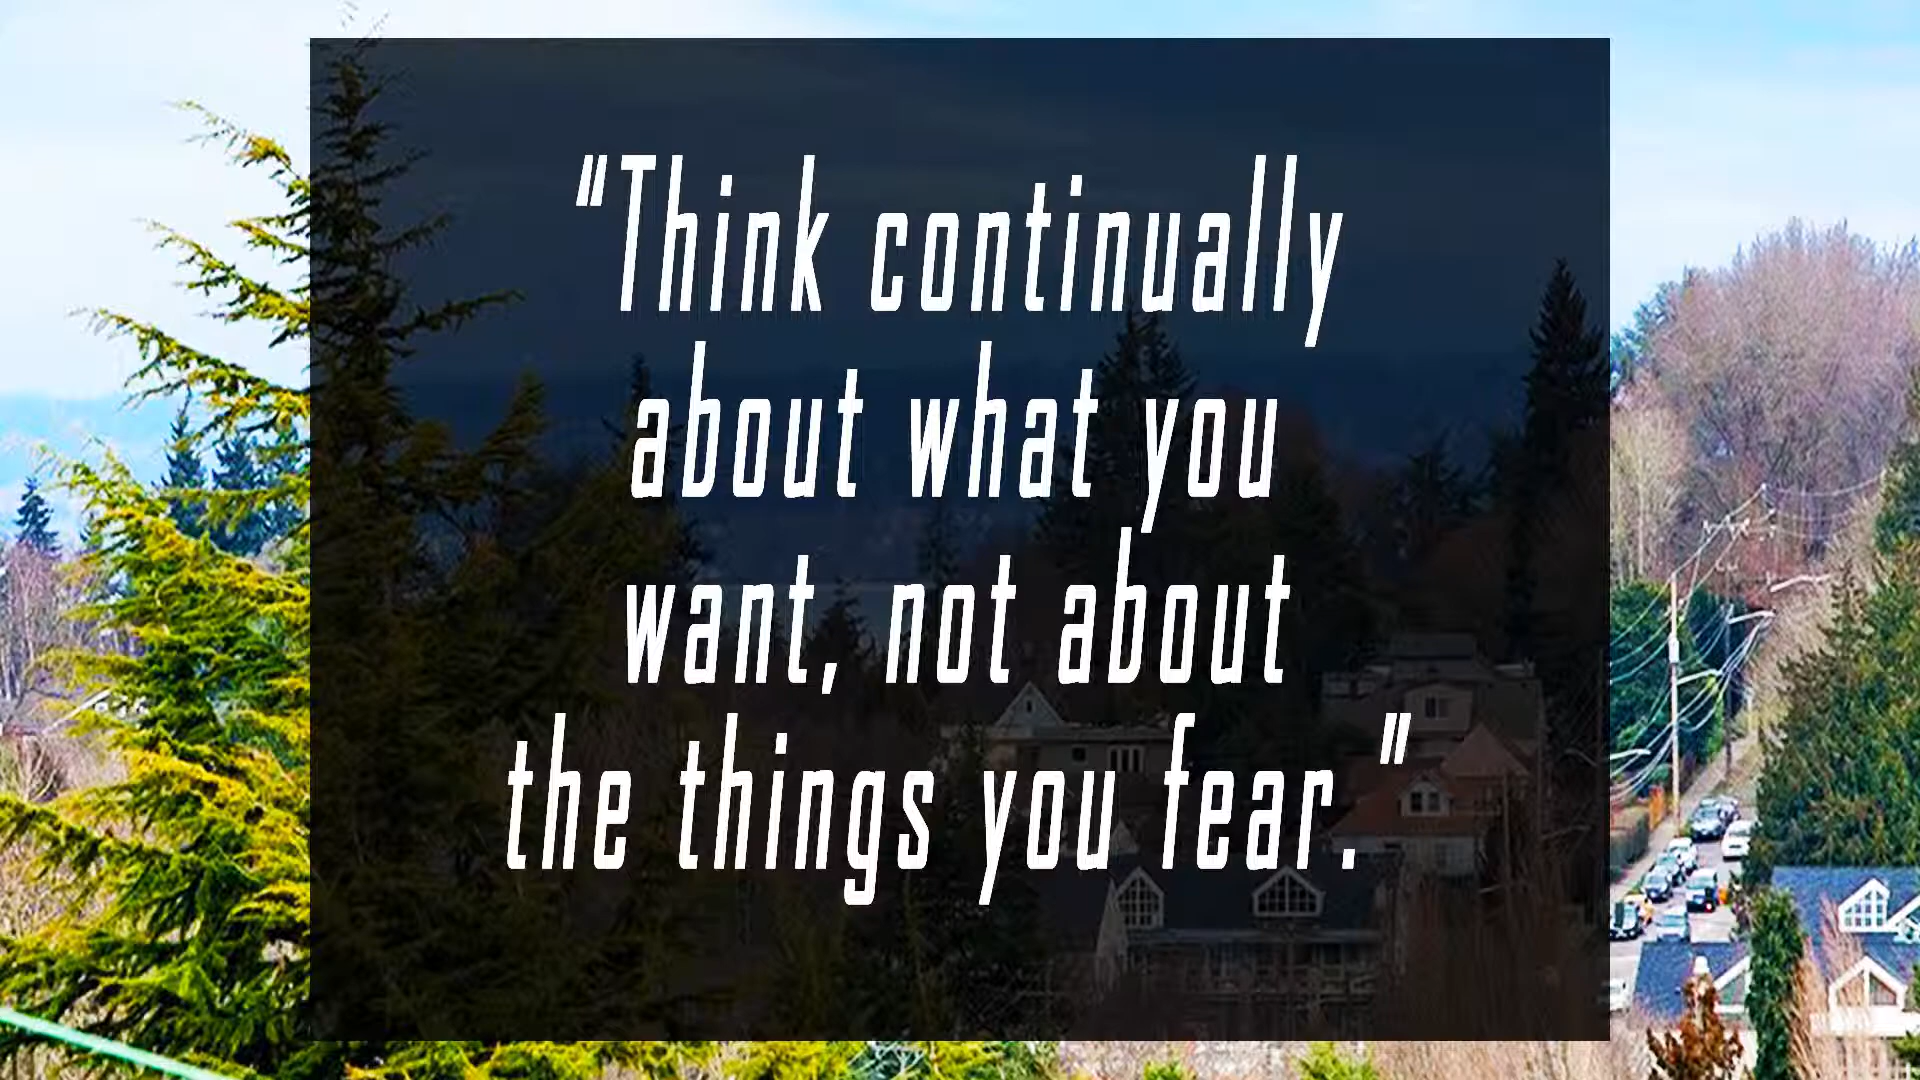 “Think continually
about what you
want, not about
the things you fear.”